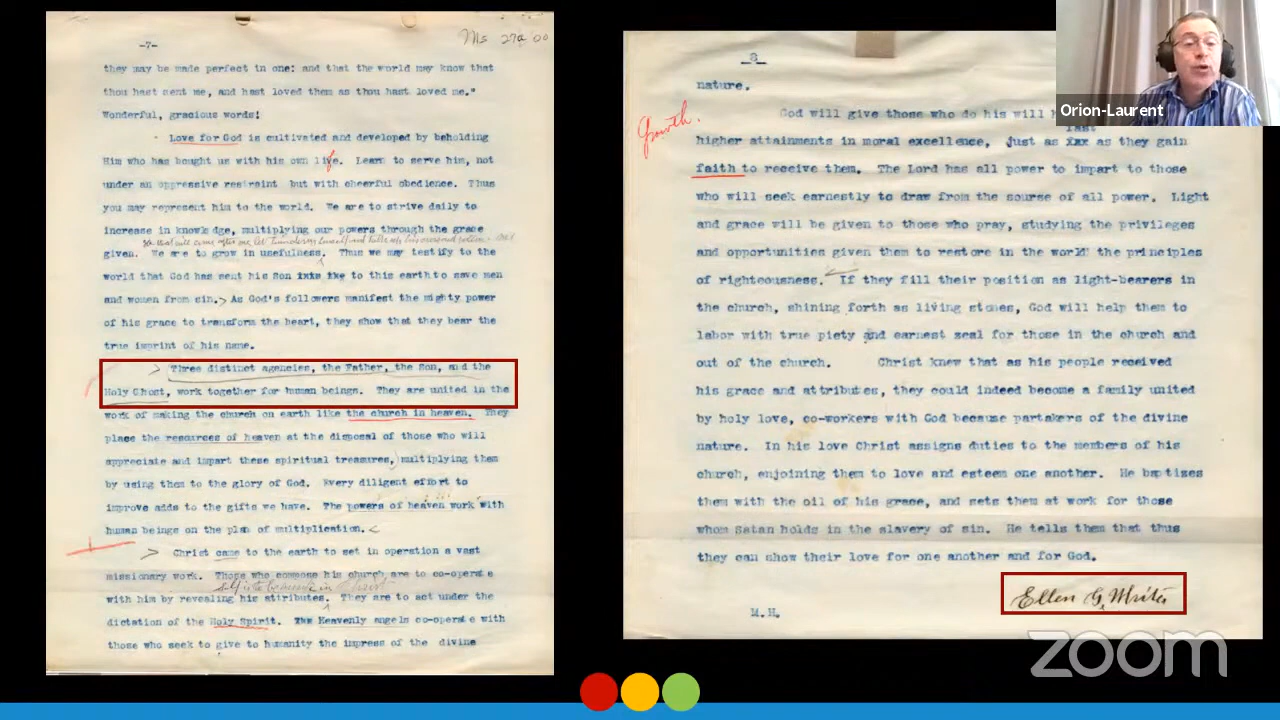 -7-
Ms 27a 00
they may be made perfect in one: and that the world may know that
thou hast sent me, and hast loved them as thou hast loved me."
Wonderful, gracious words!
Love for God is cultivated and developed by beholding
Him who has bought us with his own life. Learn to serve him, not
under an oppressive restraint but with cheerful obedience. Thus
you may represent him to the world. We are to strive daily to
increase in knowledge, multiplying our powers through the grace
given. We are to grow in usefulness. Thus we may testify to the
world that God has sent his Son to this earth to save men
and women from sin. > As God's followers manifest the mighty power
of his grace to transform the heart, they show that they bear the
true imprint of his name.
> Three distinct agencies, the Father, the Son, and the
Holy Ghost, work together for human beings. They are united in the
work of making the church on earth like the church in heaven. They
place the resources of heaven at the disposal of those who will
appreciate and impart these spiritual treasures, multiplying them
by using them to the glory of God. Every diligent effort to
improve adds to the gifts we have. The powers of heaven work with
human beings on the plan of multiplication. <
> Christ came to the earth to set in operation a vast
missionary work. Those who compose his church are to co-operate
with him by revealing his attributes. They are to act under the
dictation of the Holy Spirit. The Heavenly angels co-operate with
those who seek to give to humanity the impress of the divine
8
nature.
Growth.
God will give those who do his will
last
higher attainments in moral excellence, just as xxx as they gain
faith to receive them. The Lord has all power to impart to those
who will seek earnestly to draw from the sourse of all power. Light
and grace will be given to those who pray, studying the privileges
and opportunities given them to restore in the world the principles
of righteousness. If they fill their position as light-bearers in
the church, shining forth as living stones, God will help them to
labor with true piety and earnest zeal for those in the church and
out of the church. Christ knew that as his people received
his grace and attributes, they could indeed become a family united
by holy love, co-workers with God because partakers of the divine
nature. In his love Christ assigns duties to the members of his
church, enjoining them to love and esteem one another. He baptizes
them with the oil of his grace, and sets them at work for those
whom Satan holds in the slavery of sin. He tells them that thus
they can show their love for one another and for God.
Ellen G. White
M.H.
Orion-Laurent
zoom